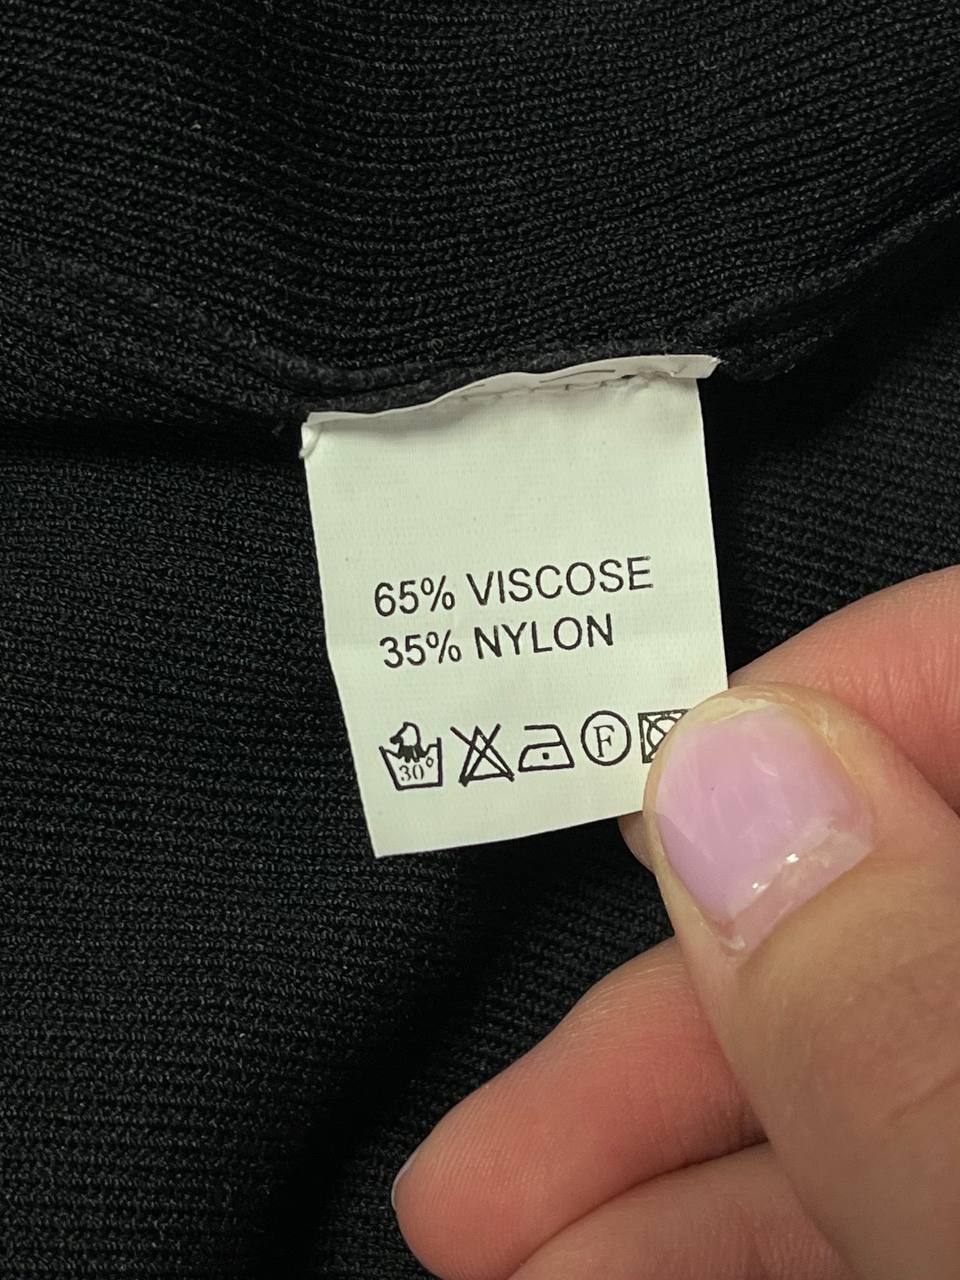 65% VISCOSE
35% NYLON
30° F